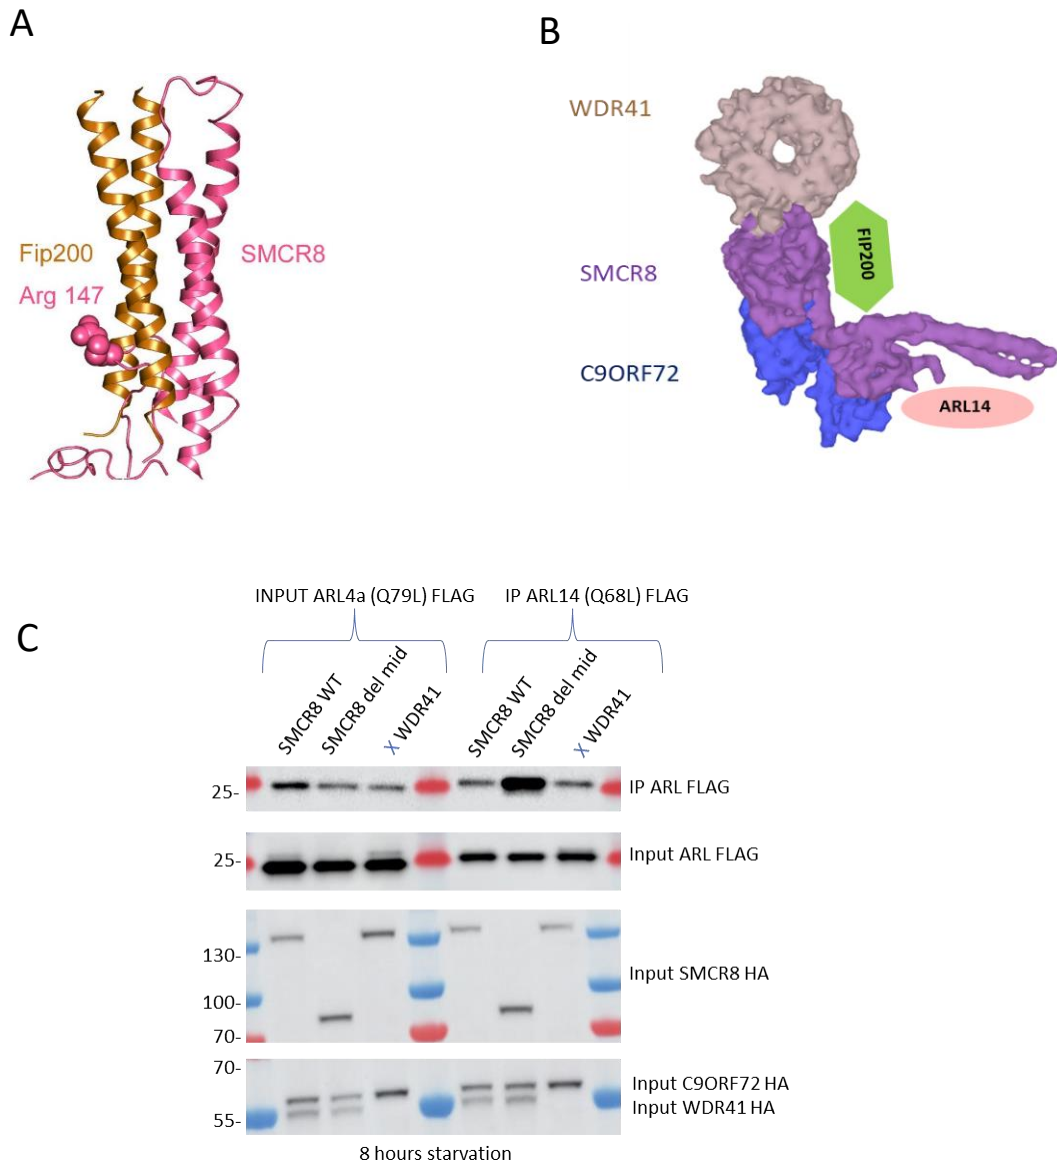 A
B
WDR41
Fip200
SMCR8
Arg 147
SMCR8
FIP200
C9ORF72
ARL14
C
INPUT ARL4a (Q79L) FLAG
IP ARL14 (Q68L) FLAG
SMCR8 WT
SMCR8 del mid
X WDR41
SMCR8 WT
SMCR8 del mid
X WDR41
25-
IP ARL FLAG
25-
Input ARL FLAG
130-
Input SMCR8 HA
100-
70-
70-
Input C9ORF72 HA
Input WDR41 HA
55-
8 hours starvation